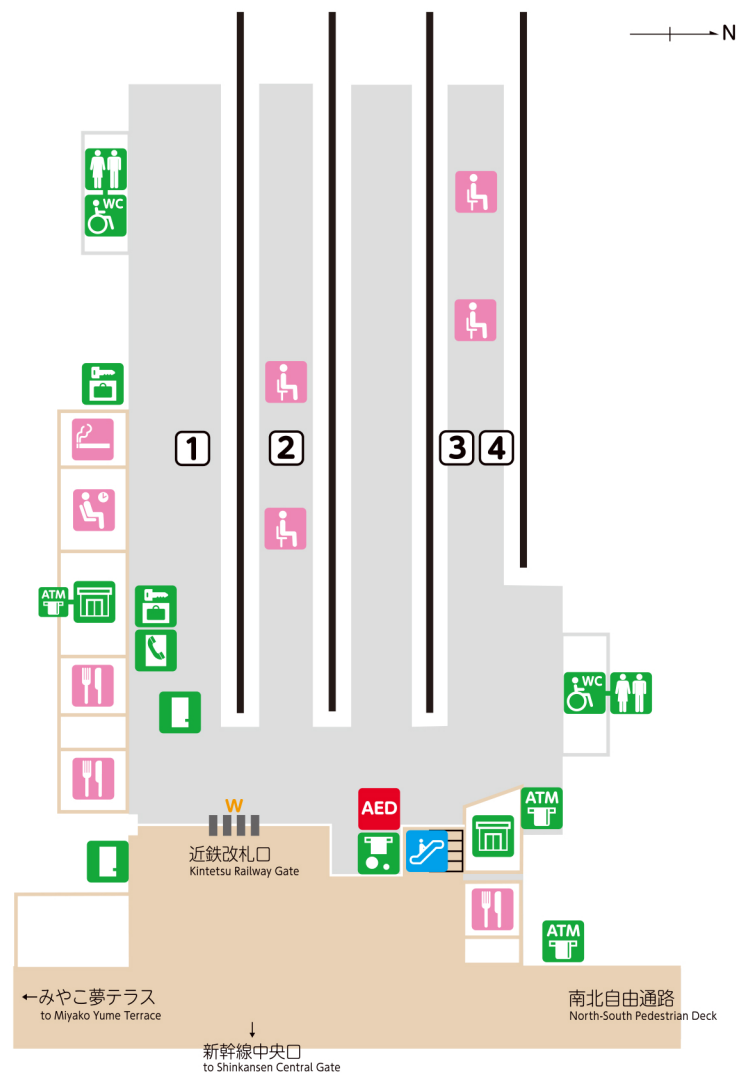 N
WC
1
2
3
4
ATM
WC
W
AED
ATM
近鉄改札口
Kintetsu Railway Gate
ATM
←みやこ夢テラス
to Miyako Yume Terrace
南北自由通路
North-South Pedestrian Deck
↓
新幹線中央口
to Shinkansen Central Gate